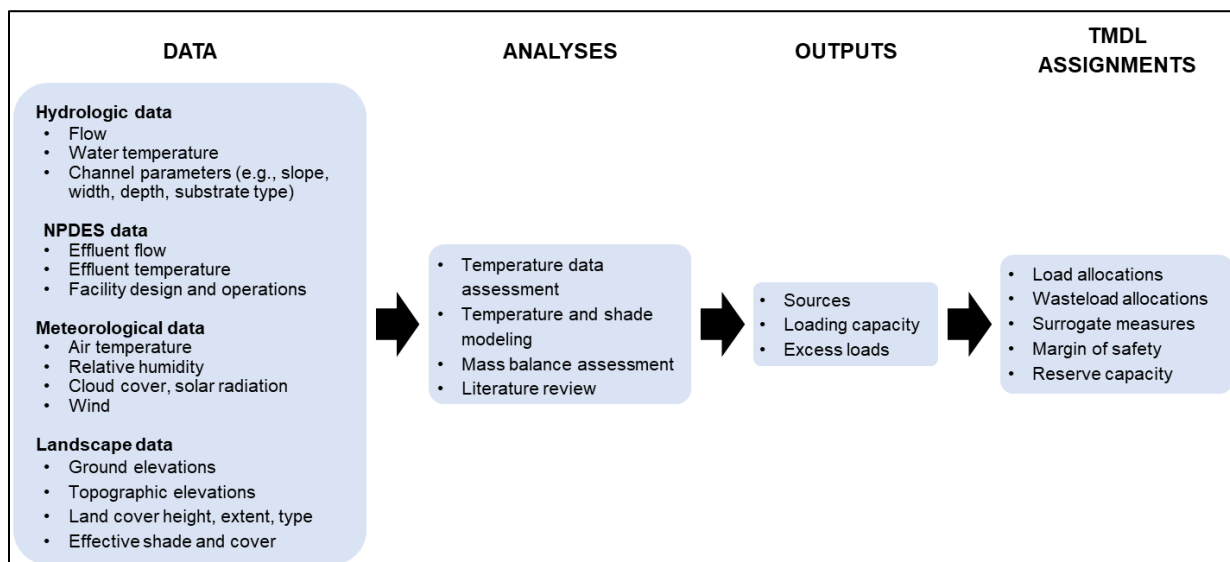 DATA
Hydrologic data
• Flow
• Water temperature
• Channel parameters (e.g., slope,
width, depth, substrate type)
NPDES data
• Effluent flow
• Effluent temperature
• Facility design and operations
Meteorological data
• Air temperature
• Relative humidity
• Cloud cover, solar radiation
• Wind
Landscape data
• Ground elevations
• Topographic elevations
• Land cover height, extent, type
• Effective shade and cover
ANALYSES
• Temperature data
assessment
• Temperature and shade
modeling
• Mass balance assessment
• Literature review
OUTPUTS
• Sources
• Loading capacity
• Excess loads
TMDL
ASSIGNMENTS
• Load allocations
• Wasteload allocations
• Surrogate measures
• Margin of safety
• Reserve capacity